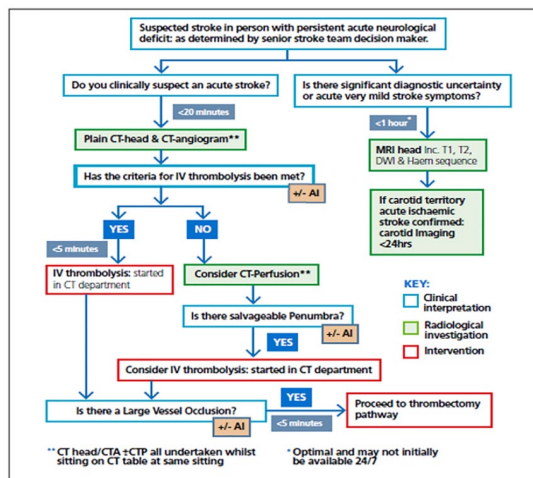 Suspected stroke in person with persistent acute neurological
deficit: as determined by senior stroke team decision maker.
Do you clinically suspect an acute stroke?
Is there significant diagnostic uncertainty
or acute very mild stroke symptoms?
<20 minutes
<1 hour*
Plain CT-head & CT-angiogram**
MRI head Inc. T1, T2,
DWI & Haem sequence
Has the criteria for IV thrombolysis been met?
+/- AI
If carotid territory
acute ischaemic
stroke confirmed:
carotid Imaging
<24hrs
YES
NO
<5 minutes
IV thrombolysis: started
in CT department
Consider CT-Perfusion**
KEY:
Clinical
interpretation
Radiological
investigation
Intervention
Is there salvageable Penumbra?
+/- AI
YES
Consider IV thrombolysis: started in CT department
Is there a Large Vessel Occlusion?
+/- AI
YES
<5 minutes
Proceed to thrombectomy
pathway
** CT head/CTA ±CTP all undertaken whilst
sitting on CT table at same sitting
* Optimal and may not initially
be available 24/7